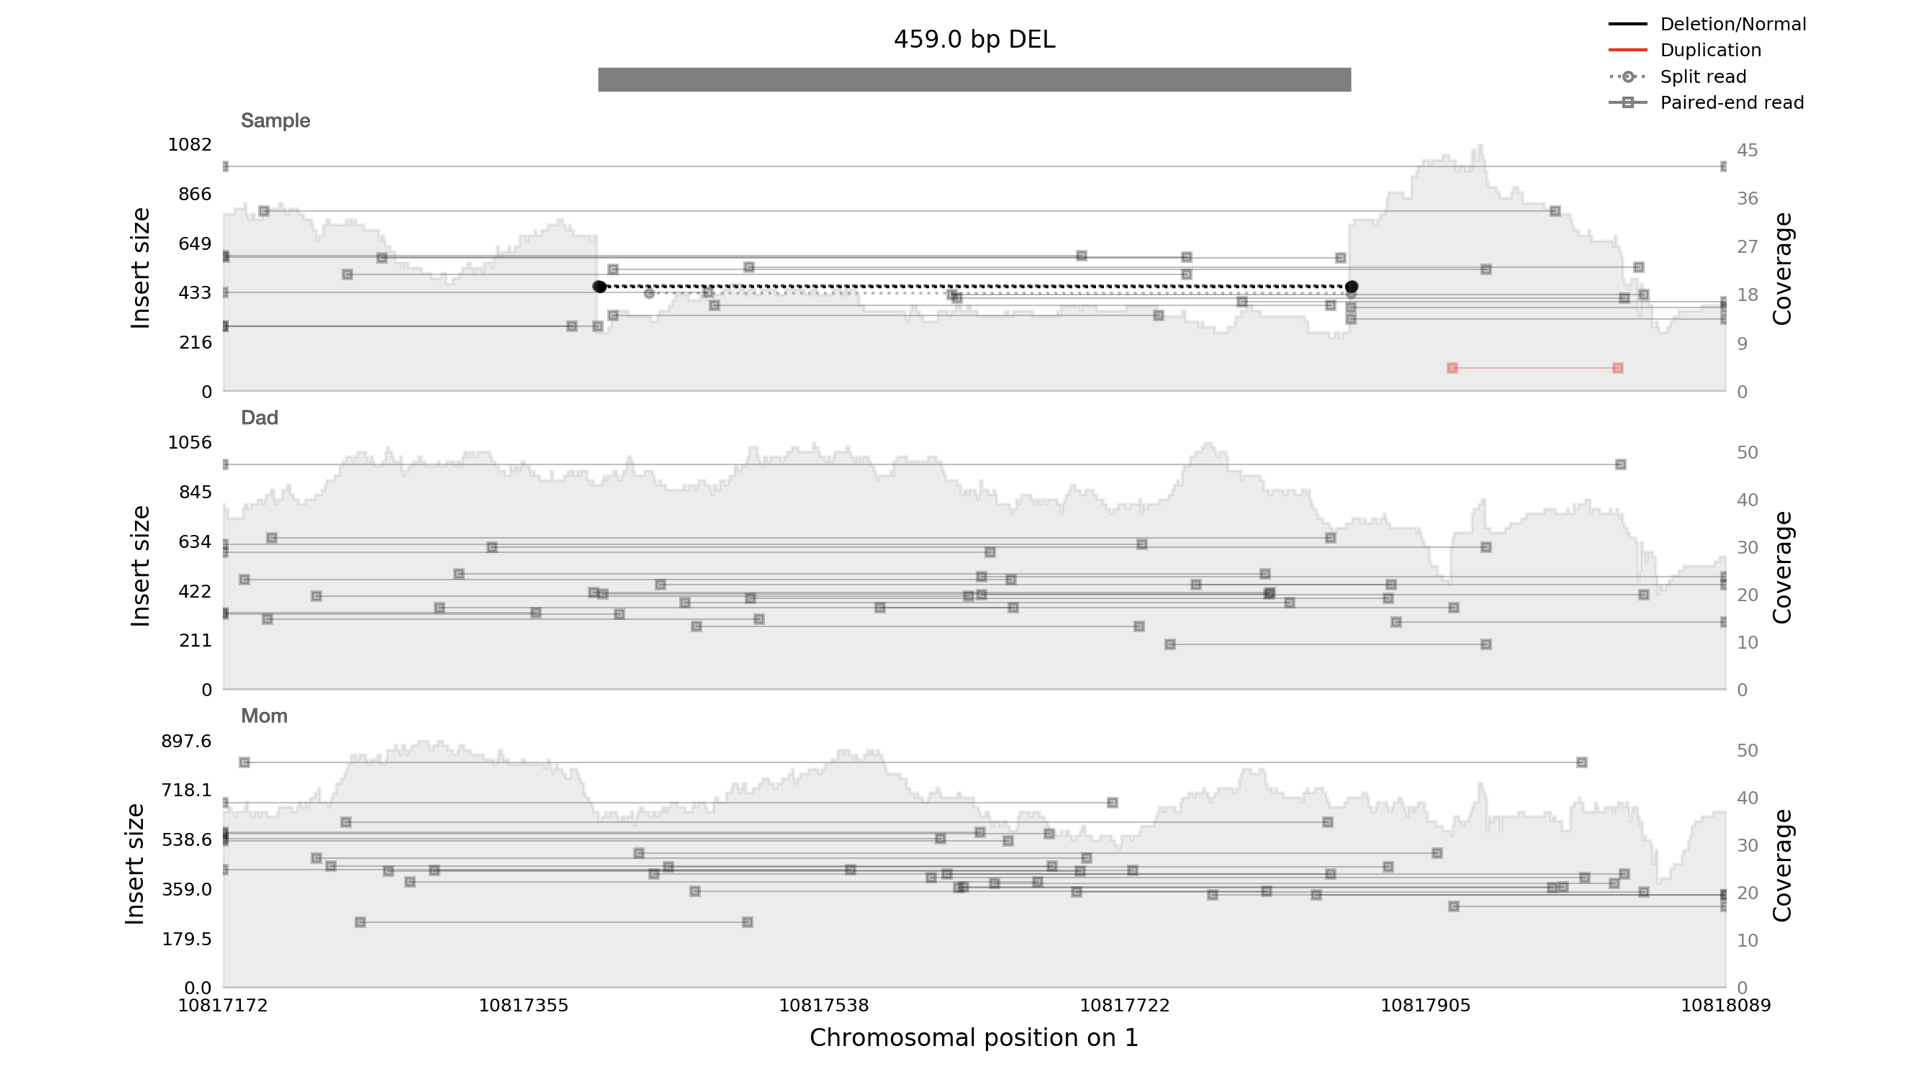 459.0 bp DEL
Deletion/Normal
Duplication
Split read
Paired-end read
Sample
1082
866
649
433
216
0
Insert size
45
36
27
18
9
0
Coverage
Dad
1056
845
634
422
211
0
Insert size
50
40
30
20
10
0
Coverage
Mom
897.6
718.1
538.6
359.0
179.5
0.0
Insert size
50
40
30
20
10
0
Coverage
10817172 10817355 10817538 10817722 10817905 10818089
Chromosomal position on 1